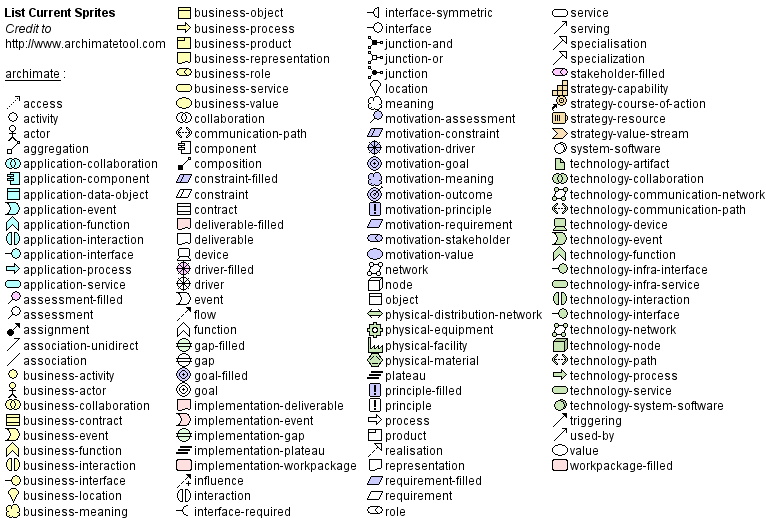 List Current Sprites
Credit to
http://www.archimatetool.com
archimate :
access
activity
actor
aggregration
application-collaboration
application-component
application-data-object
application-event
application-function
application-interaction
application-interface
application-process
application-service
assessment-filled
assessment
assignment
association-unidirect
association
business-activity
business-actor
business-collaboration
business-contract
business-event
business-function
business-interaction
business-interface
business-location
business-meaning
business-object
business-process
business-product
business-representation
business-role
business-service
business-value
collaboration
communication-path
component
composition
constraint-filled
constraint
contract
deliverable-filled
deliverable
device
driver-filled
driver
event
flow
function
gap-filled
gap
goal-filled
goal
implementation-deliverable
implementation-event
implementation-gap
implementation-plateau
implementation-workpackage
influence
interaction
interface-required
interface-symmetric
interface
junction-and
junction-or
junction
location
meaning
motivation-assessment
motivation-constraint
motivation-driver
motivation-goal
motivation-meaning
motivation-outcome
motivation-principle
motivation-requirement
motivation-stakeholder
motivation-value
network
node
object
physical-distribution-network
physical-equipment
physical-facility
physical-material
plateau
principle-filled
principle
process
product
realisation
representation
requirement-filled
requirement
role
service
serving
specialisation
specialization
stakeholder-filled
strategy-capability
strategy-course-of-action
strategy-resource
strategy-value-stream
system-software
technology-artifact
technology-collaboration
technology-communication-network
technology-communication-path
technology-device
technology-event
technology-function
technology-infra-interface
technology-infra-service
technology-interaction
technology-interface
technology-network
technology-node
technology-path
technology-process
technology-service
technology-system-software
triggering
used-by
value
workpackage-filled